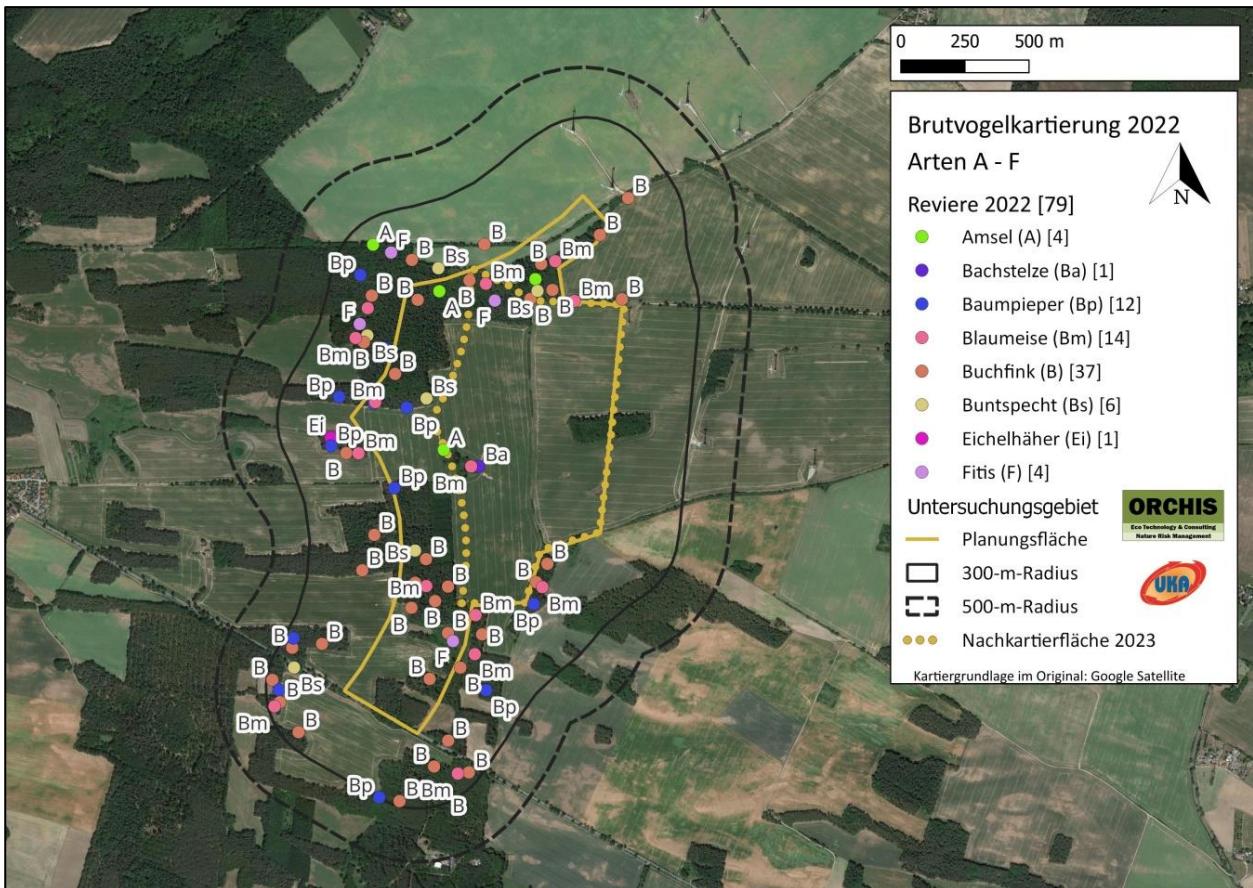 0 250 500 m
Brutvogelkartierung 2022
Arten A - F
N
Reviere 2022 [79]
Amsel (A) [4]
Bachstelze (Ba) [1]
Baumpieper (Bp) [12]
Blaumeise (Bm) [14]
Buchfink (B) [37]
Buntspecht (Bs) [6]
Eichelhäher (Ei) [1]
Fitis (F) [4]
Untersuchungsgebiet
ORCHIS
Eco Technology & Consulting
Nature Risk Management
Planungsfläche
300-m-Radius
UKA
500-m-Radius
Nachkartierfläche 2023
Kartiergrundlage im Original: Google Satellite
B
B
A F B Bs B
Bp Bm B Bm
B B A B F Bs B B Bm B
F
Bm B Bs B
Bp Bm Bp Bs
Ei Bp Bm A
B Bm Ba
Bp
B Bs B B
B Bm B B Bm
B B Bm Bp
B B F B
B B Bs B B Bm
Bm B Bp
B B
Bp B Bm B B